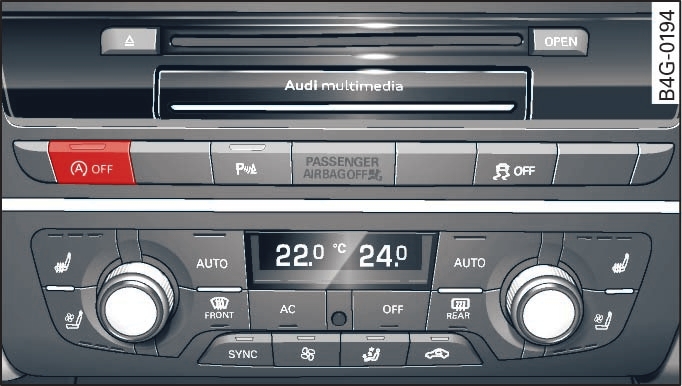 B4G-0194
OPEN
Audi multimedia
A OFF
P
PASSENGER
AIRBAG OFF
OFF
22.0 °C 24.0
AUTO
AUTO
FRONT
AC
OFF
REAR
SYNC